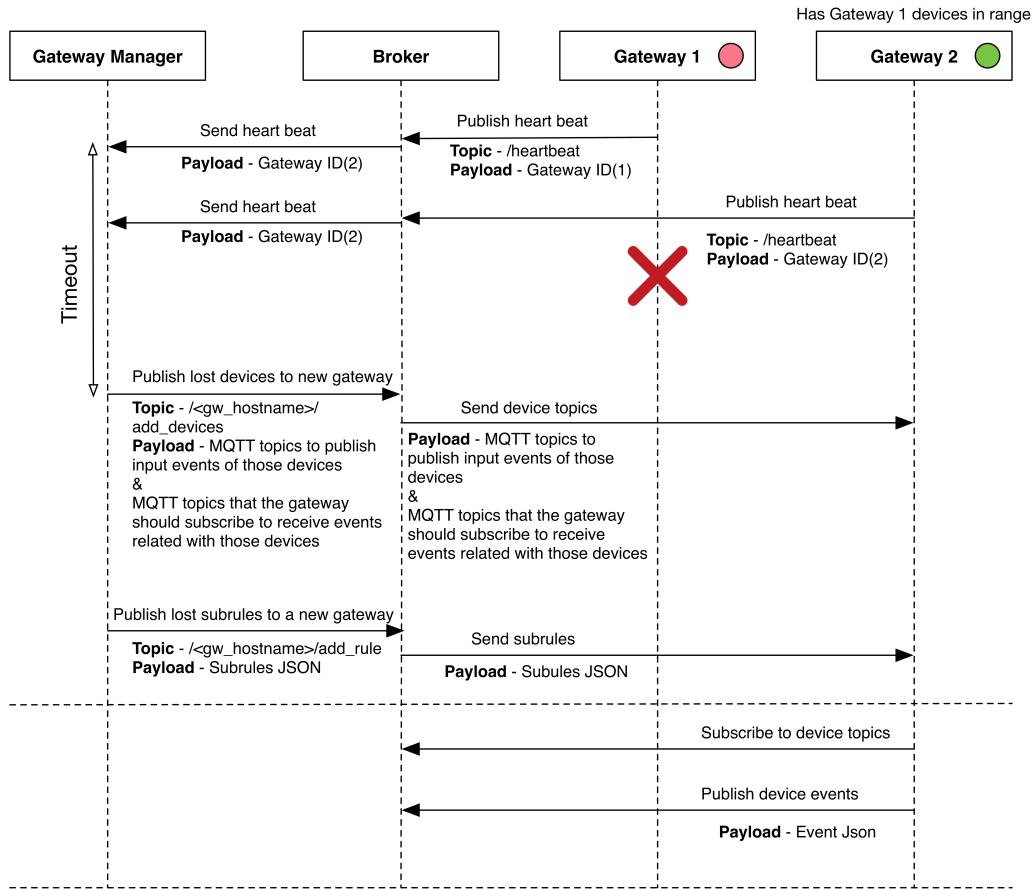 Has Gateway 1 devices in range
Gateway Manager
Broker
Gateway 1
Gateway 2
Send heart beat
Payload - Gateway ID(2)
Publish heart beat
Topic - /heartbeat
Payload - Gateway ID(1)
Send heart beat
Payload - Gateway ID(2)
Publish heart beat
Topic - /heartbeat
Payload - Gateway ID(2)
Timeout
Publish lost devices to new gateway
Topic - /<gw_hostname>/
add_devices
Payload - MQTT topics to publish
input events of those devices
&
MQTT topics that the gateway
should subscribe to receive events
related with those devices
Send device topics
Payload - MQTT topics to
publish input events of those
devices
&
MQTT topics that the gateway
should subscribe to receive
events related with those devices
Publish lost subrules to a new gateway
Topic - /<gw_hostname>/add_rule
Payload - Subrules JSON
Send subrules
Payload - Subules JSON
Subscribe to device topics
Publish device events
Payload - Event Json